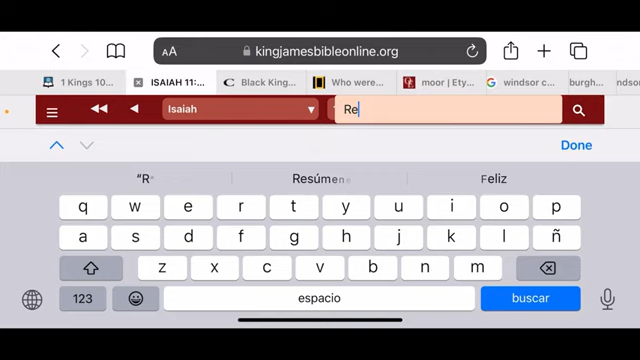 AA kingjamesbibleonline.org
1 Kings 10... ISAIAH 11:... Black King... Who were... moor | Ety... windsor c... burgh...
Isaiah Re
Done
“R Resúmene Feliz
q w e r t y u i o p
a s d f g h j k l ñ
z x c v b n m
123 espacio buscar